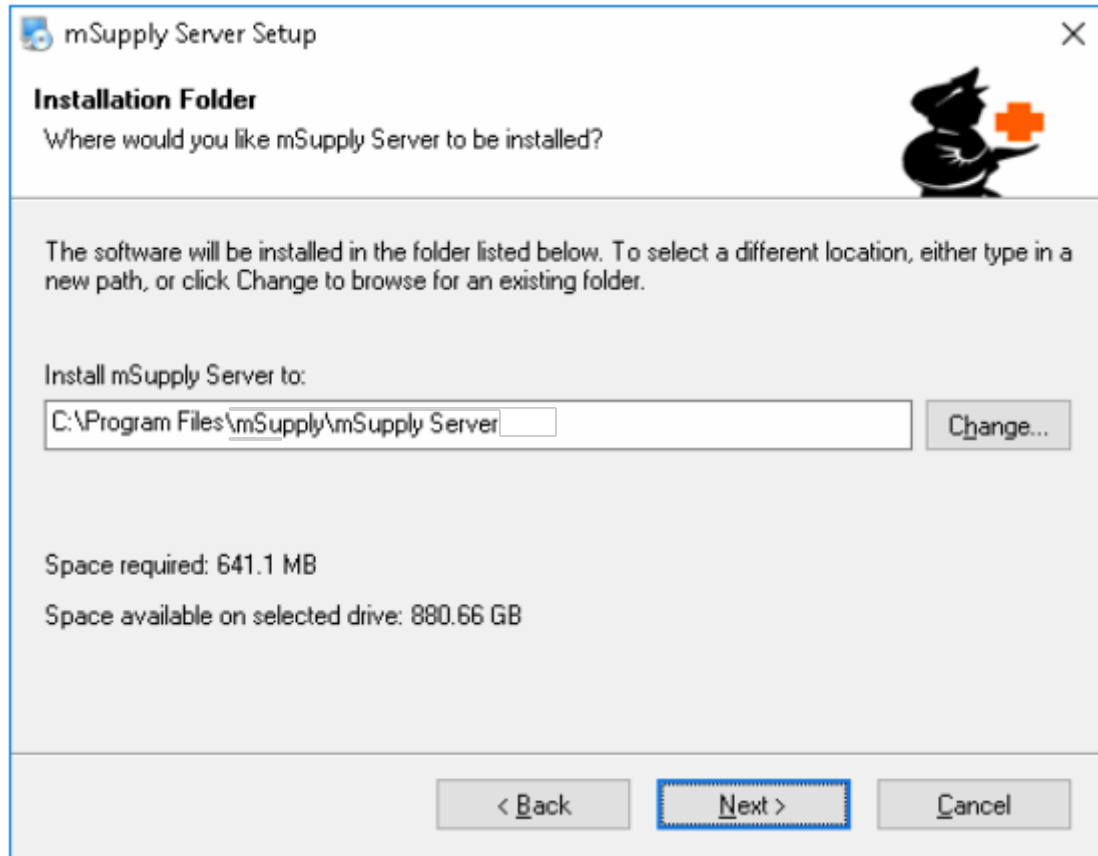 mSupply Server Setup
Installation Folder
Where would you like mSupply Server to be installed?
The software will be installed in the folder listed below. To select a different location, either type in a
new path, or click Change to browse for an existing folder.
Install mSupply Server to:
C:\Program Files\mSupply\mSupply Server
Change...
Space required: 641.1 MB
Space available on selected drive: 880.66 GB
< Back
Next >
Cancel